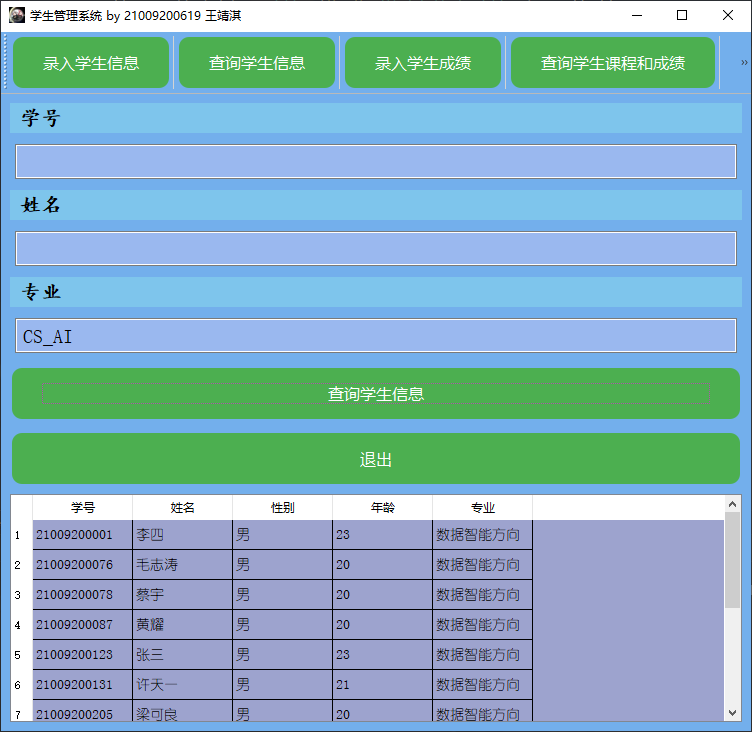 学生管理系统 by 21009200619 王靖淇
录入学生信息 查询学生信息 录入学生成绩 查询学生课程和成绩 »
学号
姓名
专业
CS_AI
查询学生信息
退出
学号 姓名 性别 年龄 专业
1 21009200001 李四 男 23 数据智能方向
2 21009200076 毛志涛 男 20 数据智能方向
3 21009200078 蔡宇 男 20 数据智能方向
4 21009200087 黄耀 男 20 数据智能方向
5 21009200123 张三 男 23 数据智能方向
6 21009200131 许天一 男 21 数据智能方向
7 21009200205 梁可良 男 20 数据智能方向